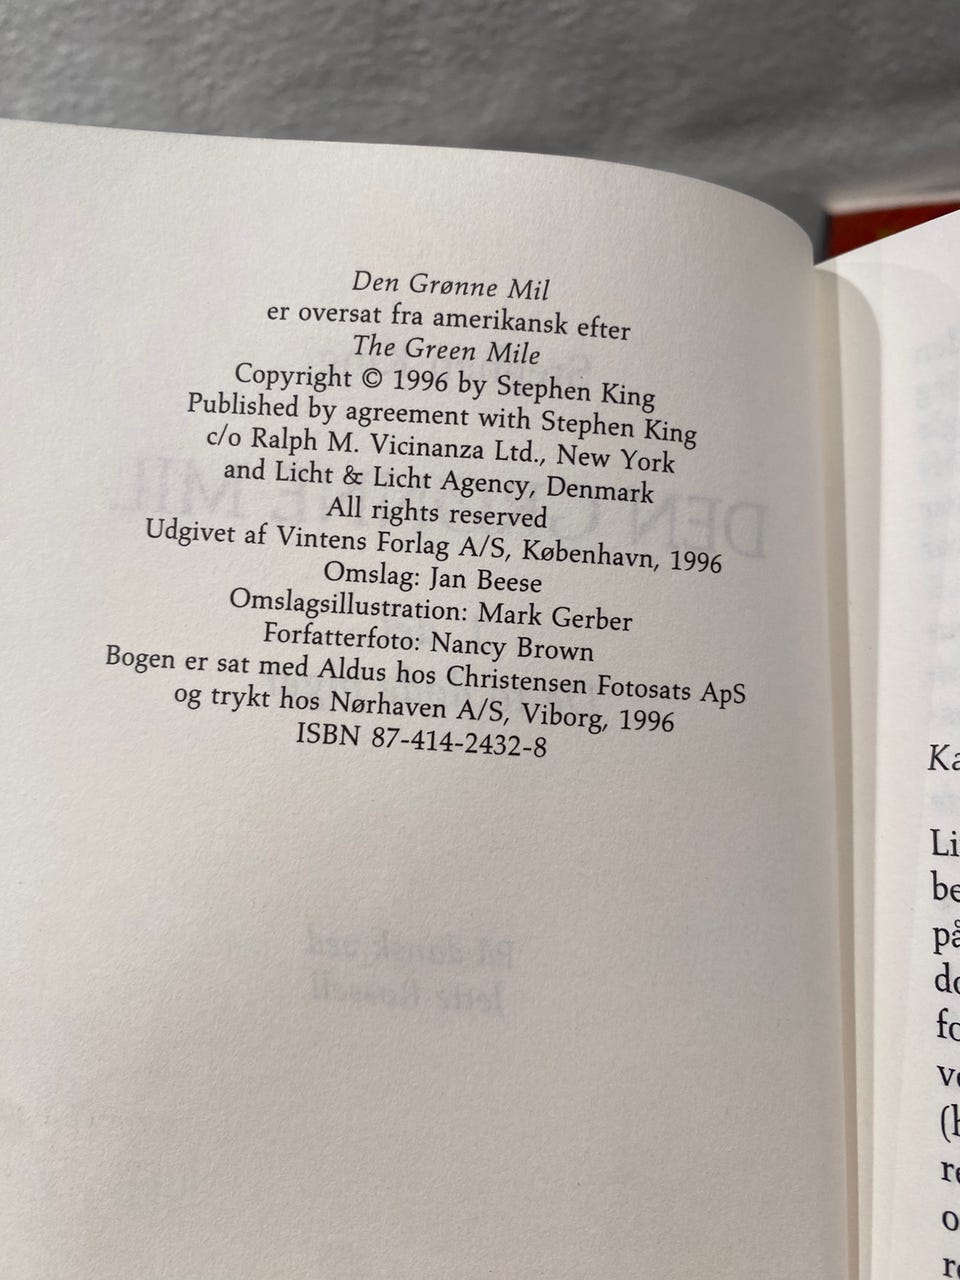 Den Grønne Mil
er oversat fra amerikansk efter
The Green Mile
Copyright © 1996 by Stephen King
Published by agreement with Stephen King
c/o Ralph M. Vicinanza Ltd., New York
and Licht & Licht Agency, Denmark
All rights reserved
Udgivet af Vintens Forlag A/S, København, 1996
Omslag: Jan Beese
Omslagsillustration: Mark Gerber
Forfatterfoto: Nancy Brown
Bogen er sat med Aldus hos Christensen Fotosats ApS
og trykt hos Nørhaven A/S, Viborg, 1996
ISBN 87-414-2432-8